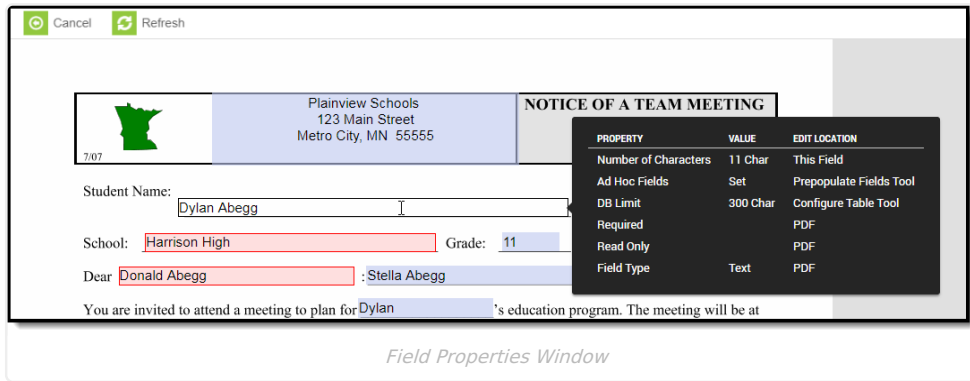 Cancel Refresh
Plainview Schools
123 Main Street
Metro City, MN 55555
NOTICE OF A TEAM MEETING
7/07
PROPERTY VALUE EDIT LOCATION
Number of Characters 11 Char This Field
Ad Hoc Fields Set Prepopulate Fields Tool
DB Limit 300 Char Configure Table Tool
Required PDF
Read Only PDF
Field Type Text PDF
Student Name:
Dylan Abegg
School: Harrison High Grade: 11
Dear Donald Abegg : Stella Abegg
You are invited to attend a meeting to plan for Dylan 's education program. The meeting will be at
Field Properties Window